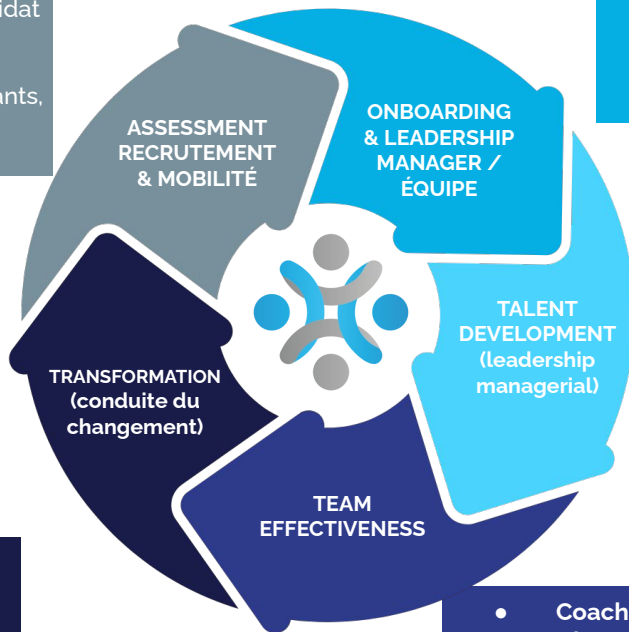 ASSESSMENT
RECRUTEMENT
& MOBILITÉ
ONBOARDING
& LEADERSHIP
MANAGER /
ÉQUIPE
TALENT
DEVELOPMENT
(leadership
managerial)
TRANSFORMATION
(conduite du
changement)
TEAM
EFFECTIVENESS
● Coach